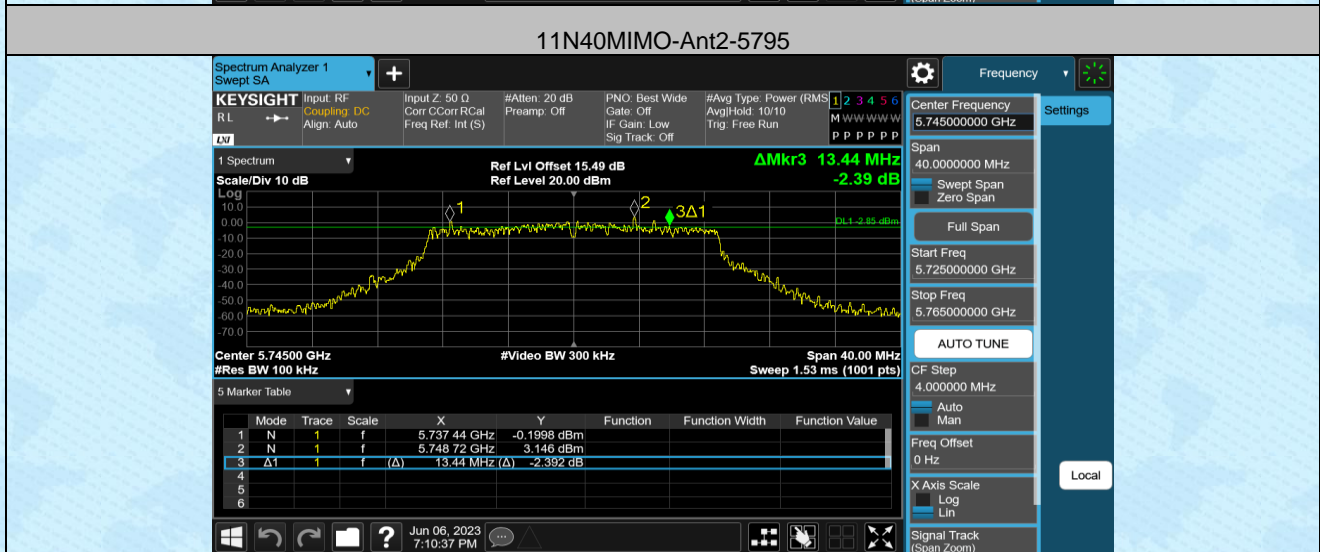 (Span Zoom)
11N40MIMO-Ant2-5795
Spectrum Analyzer 1
Swept SA
Frequency
KEYSIGHT
RL
LXI
Input: RF
Coupling: DC
Align: Auto
Input Z: 50 Ω
Corr CCorr RCal
Freq Ref: Int (S)
#Atten: 20 dB
Preamp: Off
PNO: Best Wide
Gate: Off
IF Gain: Low
Sig Track: Off
#Avg Type: Power (RMS
Avg|Hold: 10/10
Trig: Free Run
1 2 3 4 5 6
M W W W W W
P P P P P P
Center Frequency
5.745000000 GHz
Settings
1 Spectrum
Scale/Div 10 dB
Ref Lvl Offset 15.49 dB
Ref Level 20.00 dBm
ΔMkr3 13.44 MHz
-2.39 dB
Span
40.0000000 MHz
Swept Span
Zero Span
Full Span
Start Freq
5.725000000 GHz
Stop Freq
5.765000000 GHz
AUTO TUNE
CF Step
4.000000 MHz
Auto
Man
Freq Offset
0 Hz
X Axis Scale
Log
Lin
Signal Track
(Span Zoom)
Local
Log
10.0
0.00
-10.0
-20.0
-30.0
-40.0
-50.0
-60.0
-70.0
1
2
3Δ1
DL1 -2.85 dBm
Center 5.74500 GHz
#Res BW 100 kHz
#Video BW 300 kHz
Span 40.00 MHz
Sweep 1.53 ms (1001 pts)
5 Marker Table
Mode Trace Scale X Y Function Function Width Function Value
1 N 1 f 5.737 44 GHz -0.1998 dBm
2 N 1 f 5.748 72 GHz 3.146 dBm
3 Δ1 1 f (Δ) 13.44 MHz (Δ) -2.392 dB
4
5
6
Jun 06, 2023
7:10:37 PM